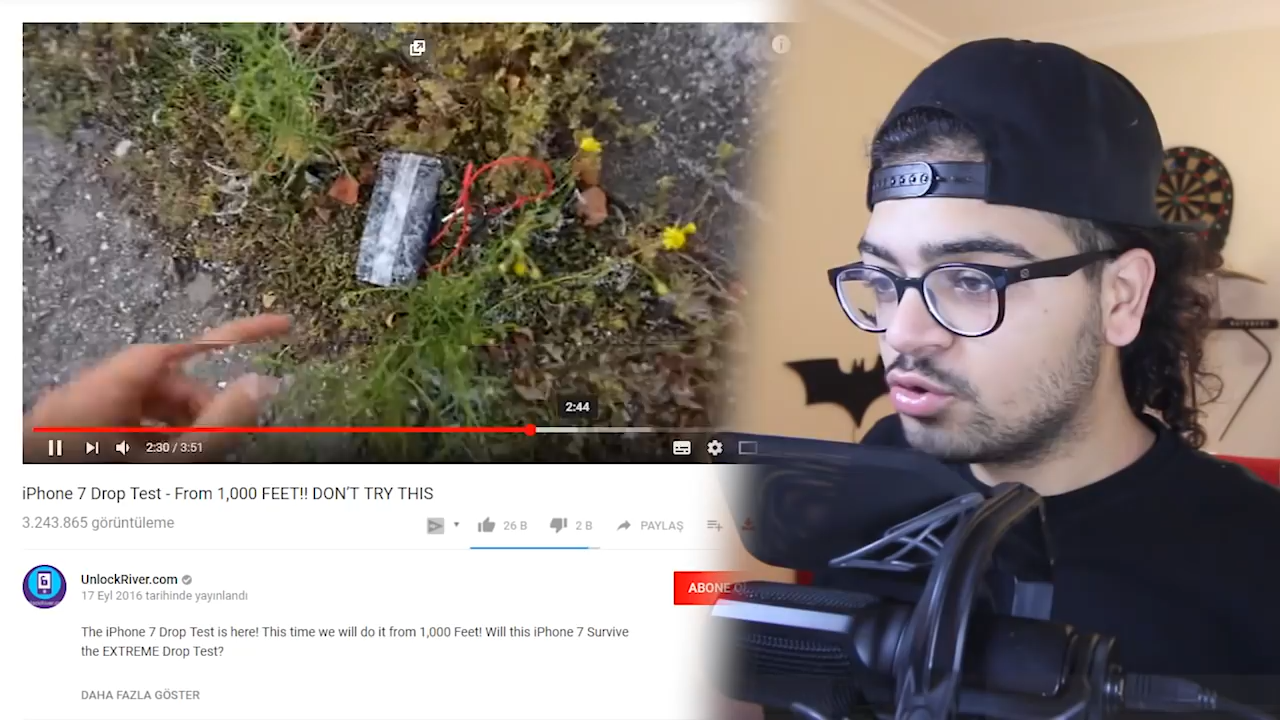 2:44
2:30 / 3:51
iPhone 7 Drop Test - From 1,000 FEET!! DON'T TRY THIS
3.243.865 görüntüleme
26 B
2 B
PAYLAŞ
UnlockRiver.com
17 Eyl 2016 tarihinde yayınlandı
ABONE
The iPhone 7 Drop Test is here! This time we will do it from 1,000 Feet! Will this iPhone 7 Survive
the EXTREME Drop Test?
DAHA FAZLA GÖSTER